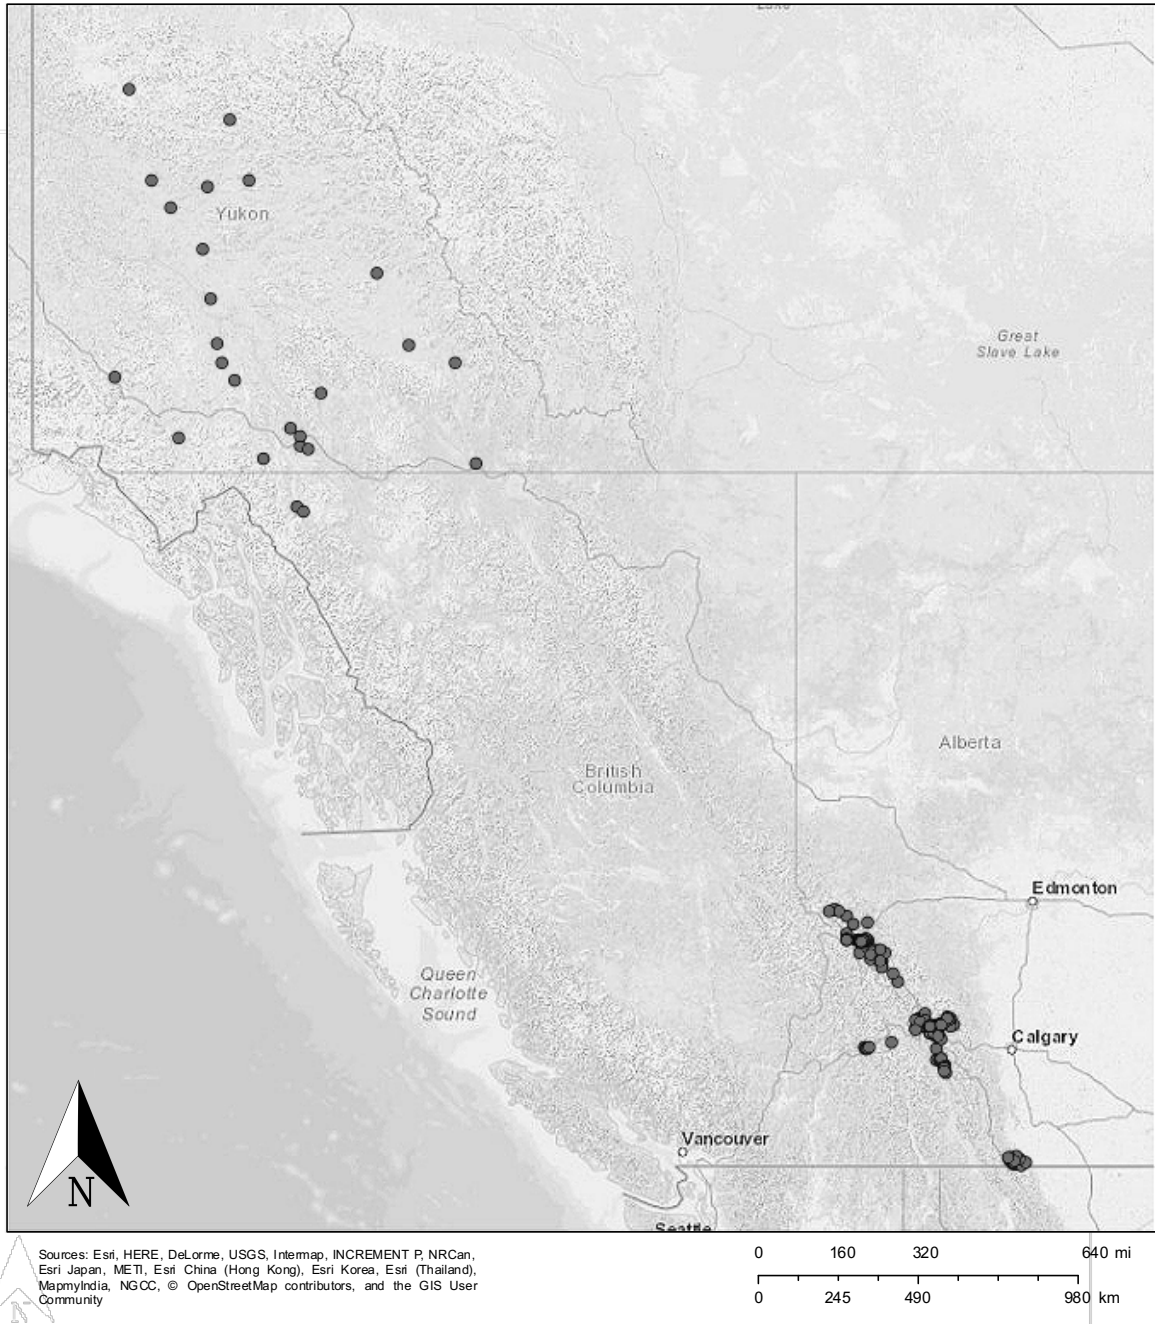 Lake
Yukon
Great
Slave Lake
Alberta
British
Columbia
Edmonton
Queen
Charlotte
Sound
Calgary
Vancouver
N
Seattle
Sources: Esri, HERE, DeLorme, USGS, Intermap, INCREMENT P, NRCan,
Esri Japan, METI, Esri China (Hong Kong), Esri Korea, Esri (Thailand),
MapmyIndia, NGCC, © OpenStreetMap contributors, and the GIS User
Community
0 160 320 640 mi
0 245 490 980 km
N